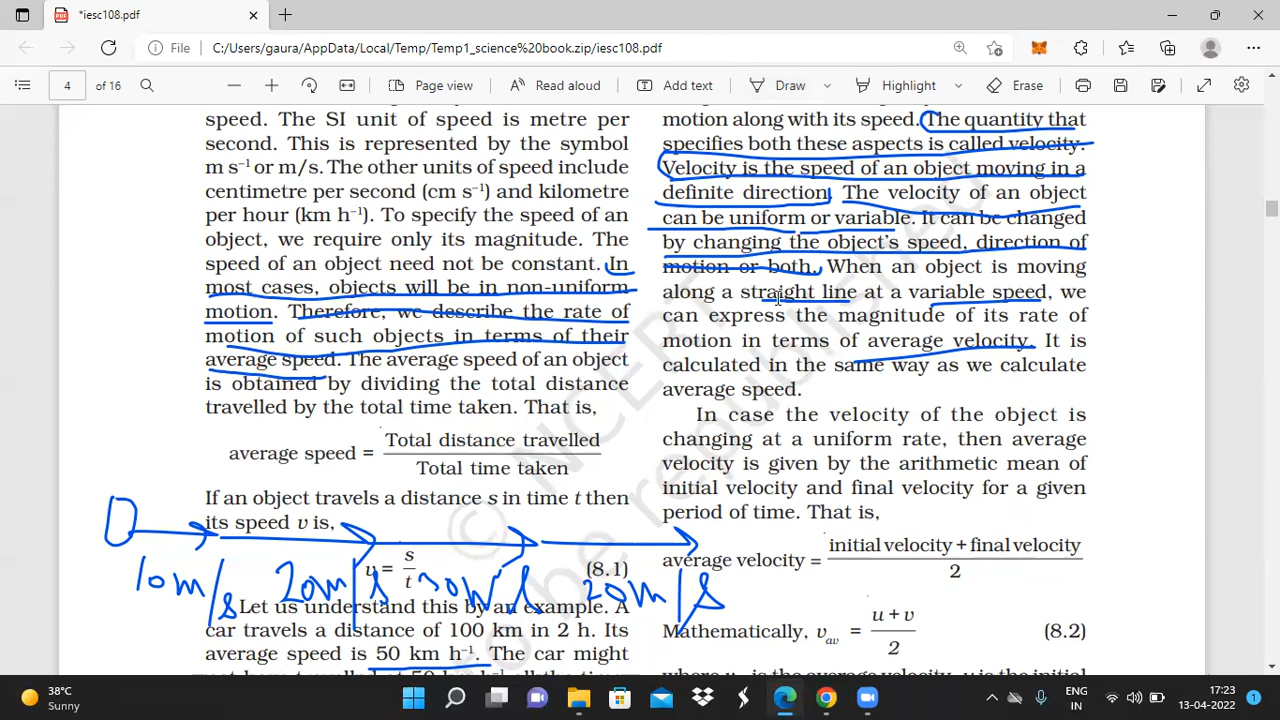 *iesc108.pdf
File
C:/Users/gaura/AppData/Local/Temp/Temp1_science%20book.zip/iesc108.pdf
4 of 16
Page view
Read aloud
Add text
Draw
Highlight
Erase
speed. The SI unit of speed is metre per
second. This is represented by the symbol
m s⁻¹ or m/s. The other units of speed include
centimetre per second (cm s⁻¹) and kilometre
per hour (km h⁻¹). To specify the speed of an
object, we require only its magnitude. The
speed of an object need not be constant. In
most cases, objects will be in non-uniform
motion. Therefore, we describe the rate of
motion of such objects in terms of their
average speed. The average speed of an object
is obtained by dividing the total distance
travelled by the total time taken. That is,
average speed = Total distance travelled
Total time taken
If an object travels a distance s in time t then
its speed v is,
= s
t
(8.1)
10m/s 20m/s 30m/s 20m/s
Let us understand this by an example. A
car travels a distance of 100 km in 2 h. Its
average speed is 50 km h⁻¹. The car might
motion along with its speed. The quantity that
specifies both these aspects is called velocity.
Velocity is the speed of an object moving in a
definite direction. The velocity of an object
can be uniform or variable. It can be changed
by changing the object's speed, direction of
motion or both. When an object is moving
along a straight line at a variable speed, we
can express the magnitude of its rate of
motion in terms of average velocity. It is
calculated in the same way as we calculate
average speed.
In case the velocity of the object is
changing at a uniform rate, then average
velocity is given by the arithmetic mean of
initial velocity and final velocity for a given
period of time. That is,
average velocity = initial velocity + final velocity
2
Mathematically, v av = u + v
2
(8.2)
© NCERT
to be republished
38°C
Sunny
ENG
IN
17:23
13-04-2022
1